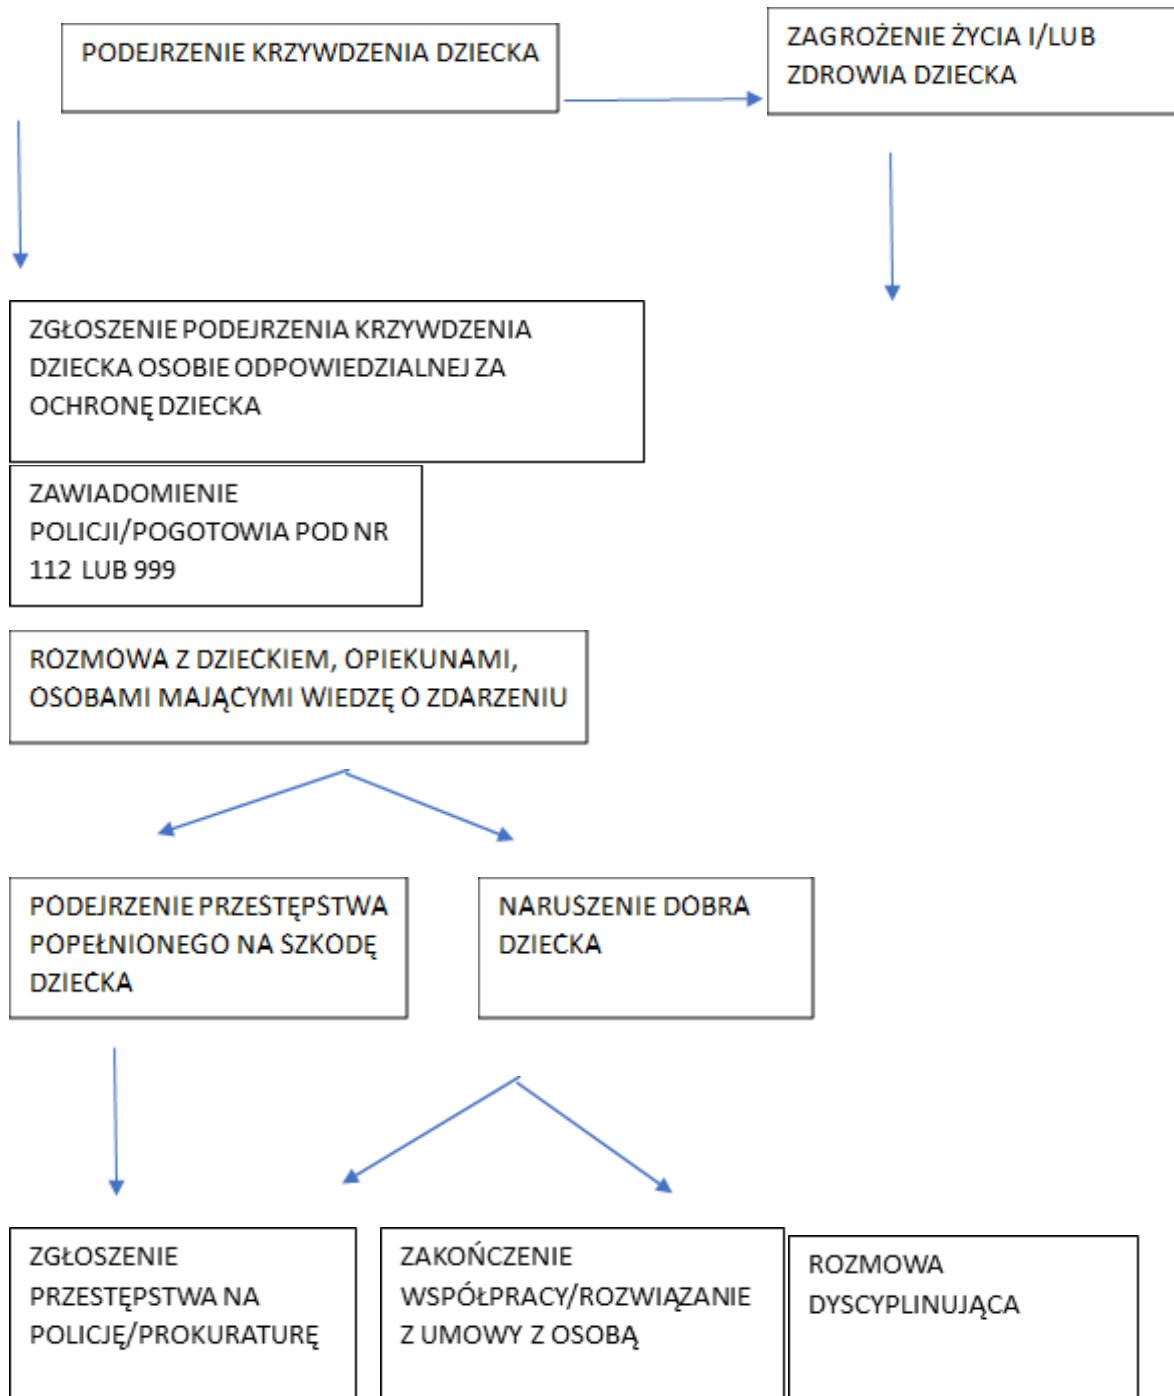 PODEJRZENIE KRZYWDZENIA DZIECKA
ZAGROŻENIE ŻYCIA I/LUB
ZDROWIA DZIECKA
ZGŁOSZENIE PODEJRZENIA KRZYWDZENIA
DZIECKA OSOBIE ODPOWIEDZIALNEJ ZA
OCHRONĘ DZIECKA
ZAWIADOMIENIE
POLICJI/POGOTOWIA POD NR
112 LUB 999
ROZMOWA Z DZIECKIEM, OPIEKUNAMI,
OSOBAMI MAJĄCYMI WIEDZĘ O ZDARZENIU
PODEJRZENIE PRZESTĘPSTWA
POPEŁNIONEGO NA SZKODĘ
DZIECKA
NARUSZENIE DOBRA
DZIECKA
ZGŁOSZENIE
PRZESTĘPSTWA NA
POLICJĘ/PROKURATURĘ
ZAKOŃCZENIE
WSPÓŁPRACY/ROZWIĄZANIE
Z UMOWY Z OSOBĄ
ROZMOWA
DYSCYPLINUJĄCA